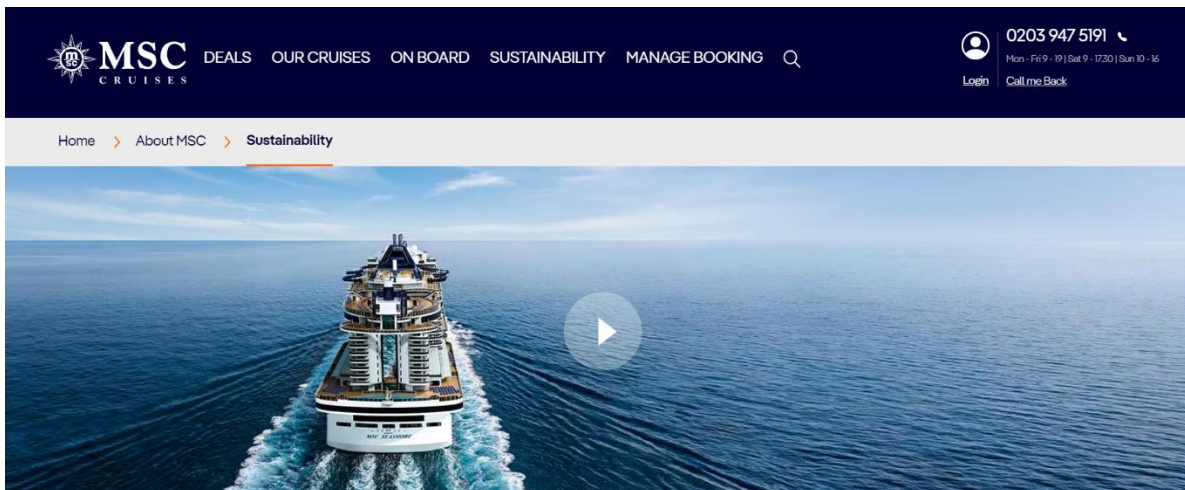 MSC
CRUISES
DEALS OUR CRUISES ON BOARD SUSTAINABILITY MANAGE BOOKING
Login
0203 947 5191
Mon - Fri 9 - 19 | Sat 9 - 17.30 | Sun 10 - 16
Call me Back
Home > About MSC > Sustainability
MSC SEASHORE